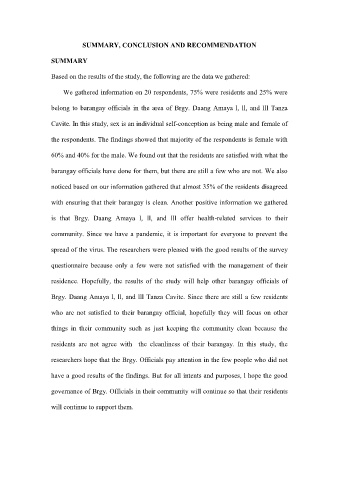 SUMMARY, CONCLUSION AND RECOMMENDATION
SUMMARY
Based on the results of the study, the following are the data we gathered:
We gathered information on 20 respondents, 75% were residents and 25% were
belong to barangay officials in the area of Brgy. Daang Amaya l, ll, and lll Tanza
Cavite. In this study, sex is an individual self-conception as being male and female of
the respondents. The findings showed that majority of the respondents is female with
60% and 40% for the male. We found out that the residents are satisfied with what the
barangay officials have done for them, but there are still a few who are not. We also
noticed based on our information gathered that almost 35% of the residents disagreed
with ensuring that their barangay is clean. Another positive information we gathered
is that Brgy. Daang Amaya l, ll, and lll offer health-related services to their
community. Since we have a pandemic, it is important for everyone to prevent the
spread of the virus. The researchers were pleased with the good results of the survey
questionnaire because only a few were not satisfied with the management of their
residence. Hopefully, the results of the study will help other barangay officials of
Brgy. Daang Amaya l, ll, and lll Tanza Cavite. Since there are still a few residents
who are not satisfied to their barangay official, hopefully they will focus on other
things in their community such as just keeping the community clean because the
residents are not agree with the cleanliness of their barangay. In this study, the
researchers hope that the Brgy. Officials pay attention in the few people who did not
have a good results of the findings. But for all intents and purposes, l hope the good
governance of Brgy. Officials in their community will continue so that their residents
will continue to support them.